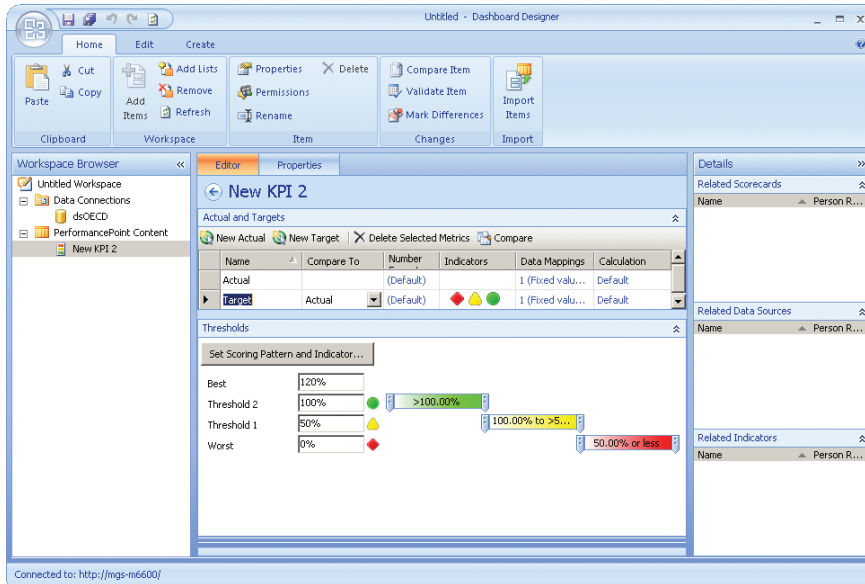 Untitled - Dashboard Designer
Home Edit Create
Paste
Cut
Copy
Clipboard
Add Items
Add Lists
Remove
Refresh
Workspace
Properties
Delete
Permissions
Rename
Item
Compare Item
Validate Item
Mark Differences
Changes
Import Items
Import
Workspace Browser
Untitled Workspace
Data Connections
dsOECD
PerformancePoint Content
New KPI 2
Editor Properties
New KPI 2
Actual and Targets
New Actual New Target Delete Selected Metrics Compare
Name Compare To Number Indicators Data Mappings Calculation
Actual (Default) 1 (Fixed valu... Default
Target Actual (Default) 1 (Fixed valu... Default
Thresholds
Set Scoring Pattern and Indicator...
Best 120%
Threshold 2 100% >100.00%
Threshold 1 50% 100.00% to >5...
Worst 0% 50.00% or less
Details
Related Scorecards
Name Person R...
Related Data Sources
Name Person R...
Related Indicators
Name Person R...
Connected to: http://mgs-m6600/